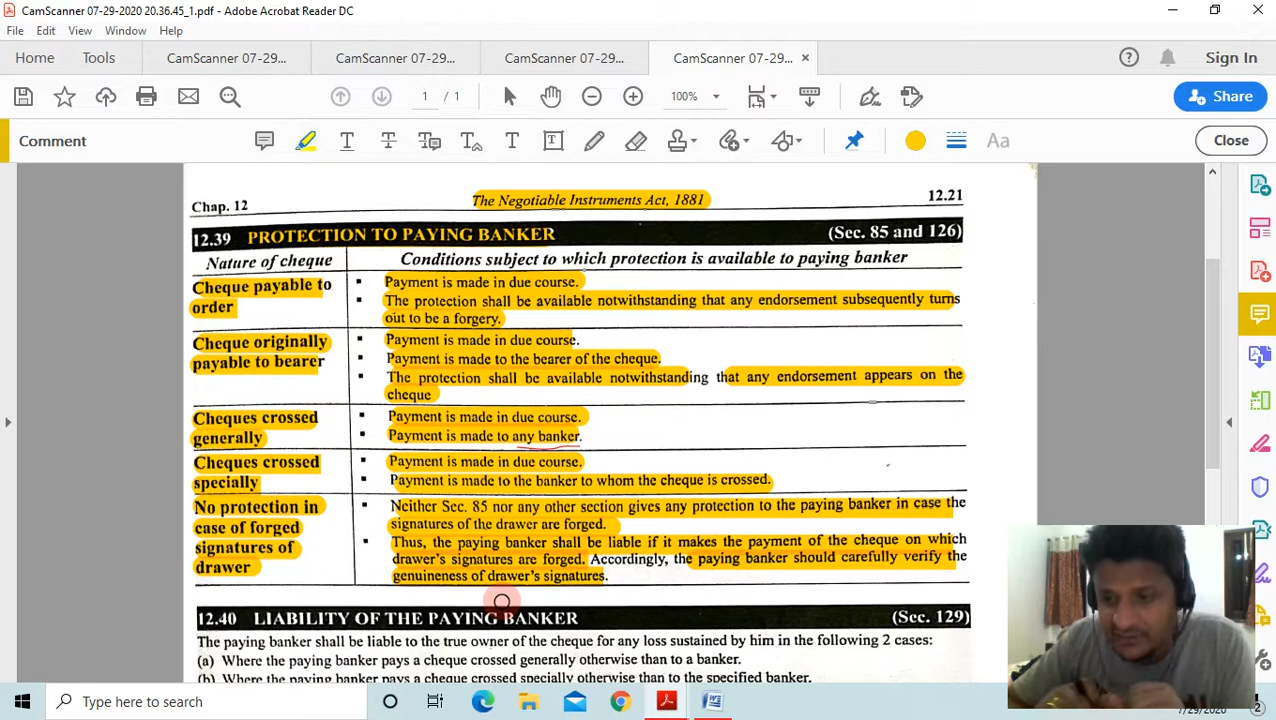 CamScanner 07-29-2020 20.36.45_1.pdf - Adobe Acrobat Reader DC
File Edit View Window Help
Home Tools CamScanner 07-29... CamScanner 07-29... CamScanner 07-29... CamScanner 07-29... × Sign In
1 / 1 100% Share
Comment Aa Close
Chap. 12 The Negotiable Instruments Act, 1881 12.21
12.39 PROTECTION TO PAYING BANKER (Sec. 85 and 126)
Nature of cheque Conditions subject to which protection is available to paying banker
Cheque payable to order
▪ Payment is made in due course.
▪ The protection shall be available notwithstanding that any endorsement subsequently turns
out to be a forgery.
Cheque originally
payable to bearer
▪ Payment is made in due course.
▪ Payment is made to the bearer of the cheque.
▪ The protection shall be available notwithstanding that any endorsement appears on the
cheque
Cheques crossed
generally
▪ Payment is made in due course.
▪ Payment is made to any banker.
Cheques crossed
specially
▪ Payment is made in due course.
▪ Payment is made to the banker to whom the cheque is crossed.
No protection in
case of forged
signatures of
drawer
▪ Neither Sec. 85 nor any other section gives any protection to the paying banker in case the
signatures of the drawer are forged.
▪ Thus, the paying banker shall be liable if it makes the payment of the cheque on which
drawer's signatures are forged. Accordingly, the paying banker should carefully verify the
genuineness of drawer's signatures.
12.40 LIABILITY OF THE PAYING BANKER (Sec. 129)
The paying banker shall be liable to the true owner of the cheque for any loss sustained by him in the following 2 cases:
(a) Where the paying banker pays a cheque crossed generally otherwise than to a banker.
(b) Where the paying banker pays a cheque crossed specially otherwise than to the specified banker.
Type here to search
7/29/2020 2